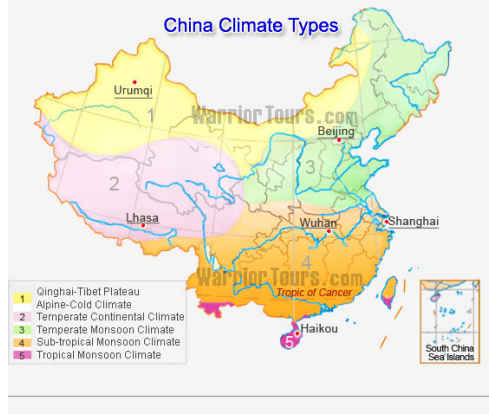 China Climate Types
Urumqi
WarriorTours.com
1
Beijing
3
2
Lhasa
Wuhan
Shanghai
4
WarriorTours.com
Tropic of Cancer
Haikou
5
South China
Sea Islands
1 Qinghai-Tibet Plateau
Alpine-Cold Climate
2 Temperate Continental Climate
3 Temperate Monsoon Climate
4 Sub-tropical Monsoon Climate
5 Tropical Monsoon Climate